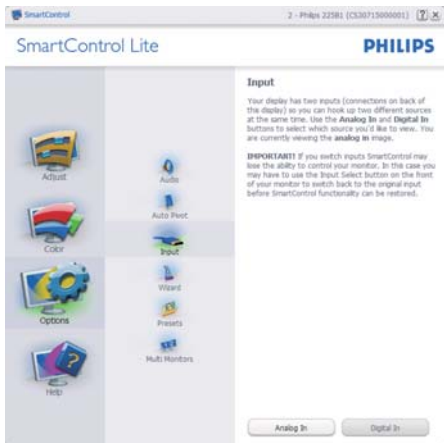 SmartControl
2 - Philips 225B1 (CS30715000001)
SmartControl Lite
PHILIPS
Adjust
Color
Options
Help
Audio
Auto Pivot
Input
Wizard
Presets
Multi Monitors
Input
Your display has two inputs (connections on back of
this display) so you can hook up two different sources
at the same time. Use the Analog In and Digital In
buttons to select which source you'd like to view. You
are currently viewing the analog in image.
IMPORTANT! If you switch inputs SmartControl may
lose the ability to control your monitor. In this case you
may have to use the Input Select button on the front
of your monitor to switch back to the original input
before SmartControl functionality can be restored.
Analog In
Digital In